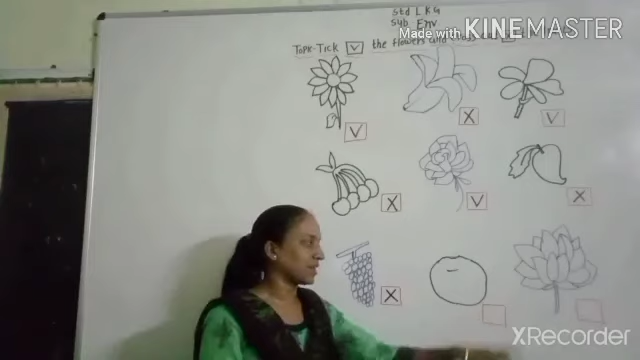 Std LKG
Sub Env
Made with KINEMASTER
Topic-Tick V the flowers and
V
X
V
X
V
X
X
XRecorder